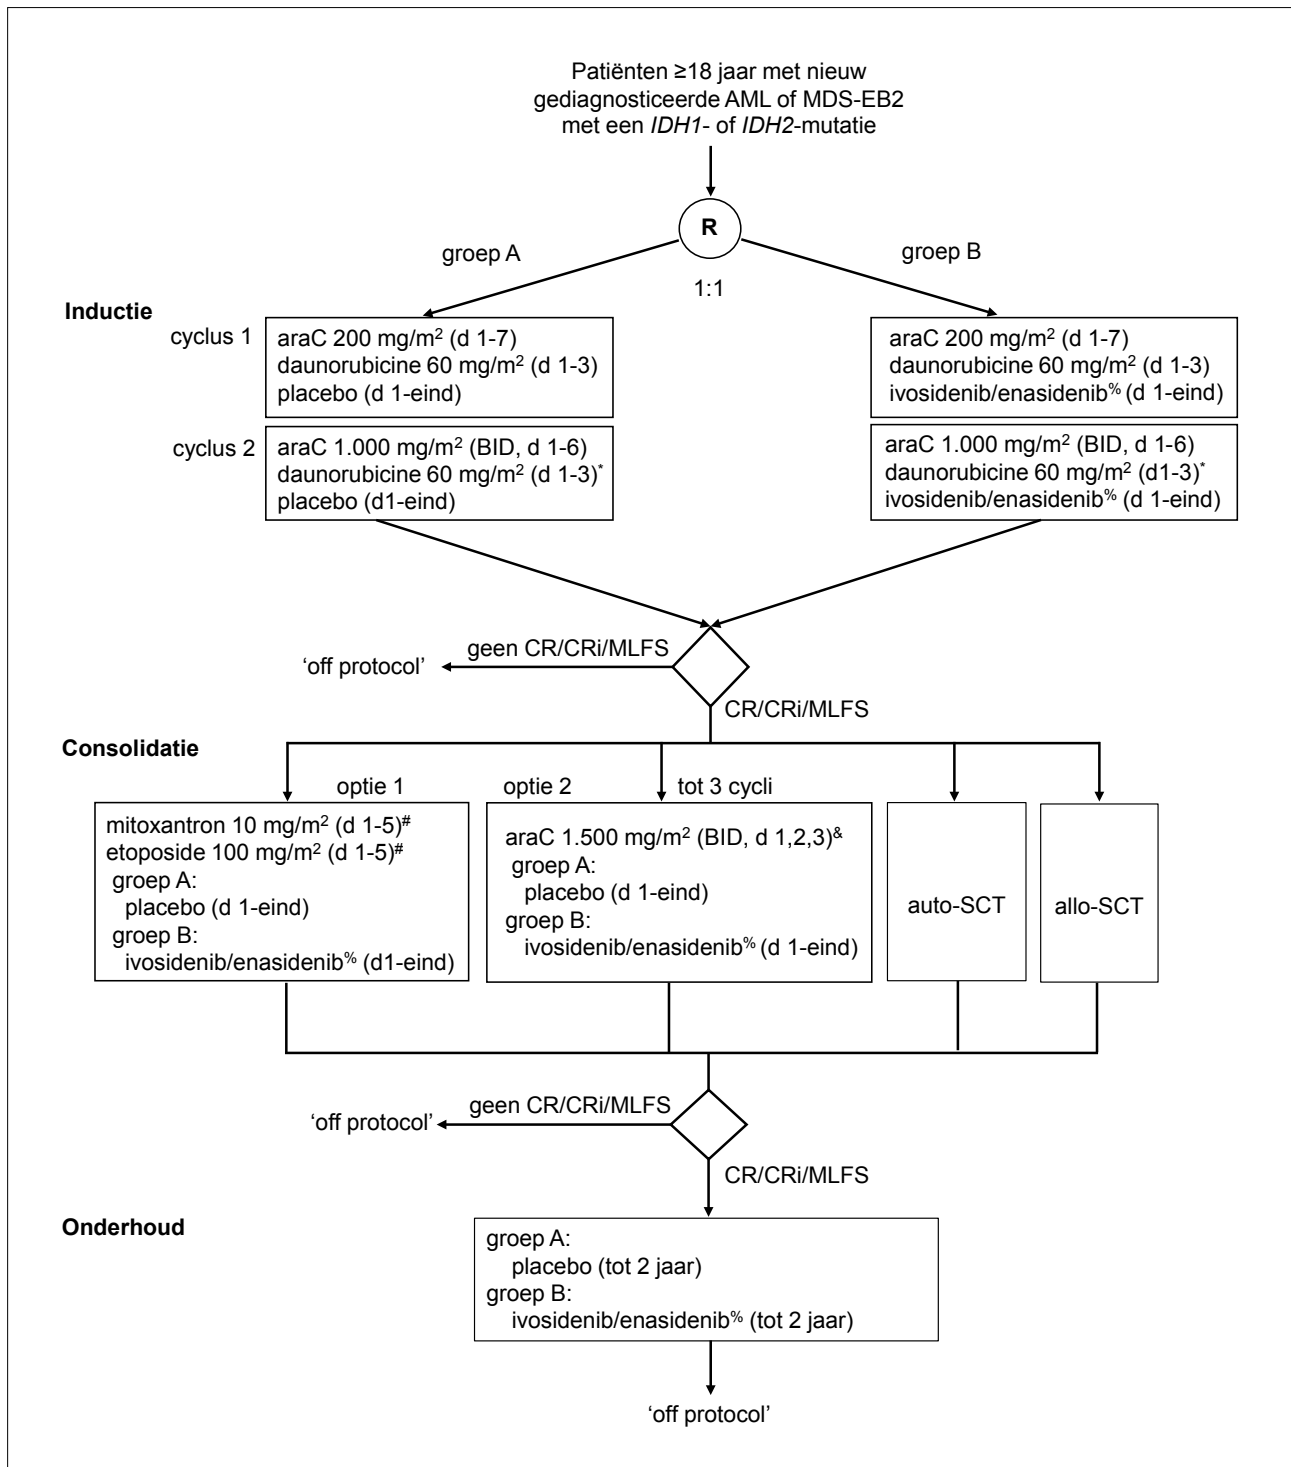 Patiënten ≥18 jaar met nieuw
gediagnosticeerde AML of MDS-EB2
met een IDH1- of IDH2-mutatie
R
groep A
groep B
1:1
Inductie
cyclus 1
araC 200 mg/m² (d 1-7)
daunorubicine 60 mg/m² (d 1-3)
placebo (d 1-eind)
araC 200 mg/m² (d 1-7)
daunorubicine 60 mg/m² (d 1-3)
ivosidenib/enasidenib% (d 1-eind)
cyclus 2
araC 1.000 mg/m² (BID, d 1-6)
daunorubicine 60 mg/m² (d 1-3)*
placebo (d1-eind)
araC 1.000 mg/m² (BID, d 1-6)
daunorubicine 60 mg/m² (d1-3)*
ivosidenib/enasidenib% (d 1-eind)
geen CR/CRi/MLFS
‘off protocol’
CR/CRi/MLFS
Consolidatie
optie 1
optie 2
tot 3 cycli
mitoxantron 10 mg/m² (d 1-5)#
etoposide 100 mg/m² (d 1-5)#
groep A:
placebo (d 1-eind)
groep B:
ivosidenib/enasidenib% (d1-eind)
araC 1.500 mg/m² (BID, d 1,2,3)&
groep A:
placebo (d 1-eind)
groep B:
ivosidenib/enasidenib% (d 1-eind)
auto-SCT
allo-SCT
geen CR/CRi/MLFS
‘off protocol’
CR/CRi/MLFS
Onderhoud
groep A:
placebo (tot 2 jaar)
groep B:
ivosidenib/enasidenib% (tot 2 jaar)
‘off protocol’